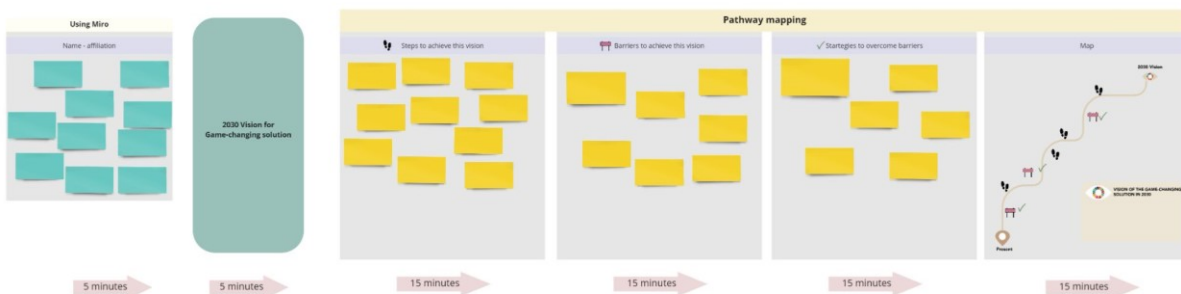 Using Miro
Name - affiliation
2030 Vision for
Game-changing solution
Pathway mapping
Steps to achieve this vision
Barriers to achieve this vision
Startegies to overcome barriers
Map
2030 Vision
VISION OF THE GAME-CHANGING
SOLUTION IN 2030
Present
5 minutes
5 minutes
15 minutes
15 minutes
15 minutes
15 minutes